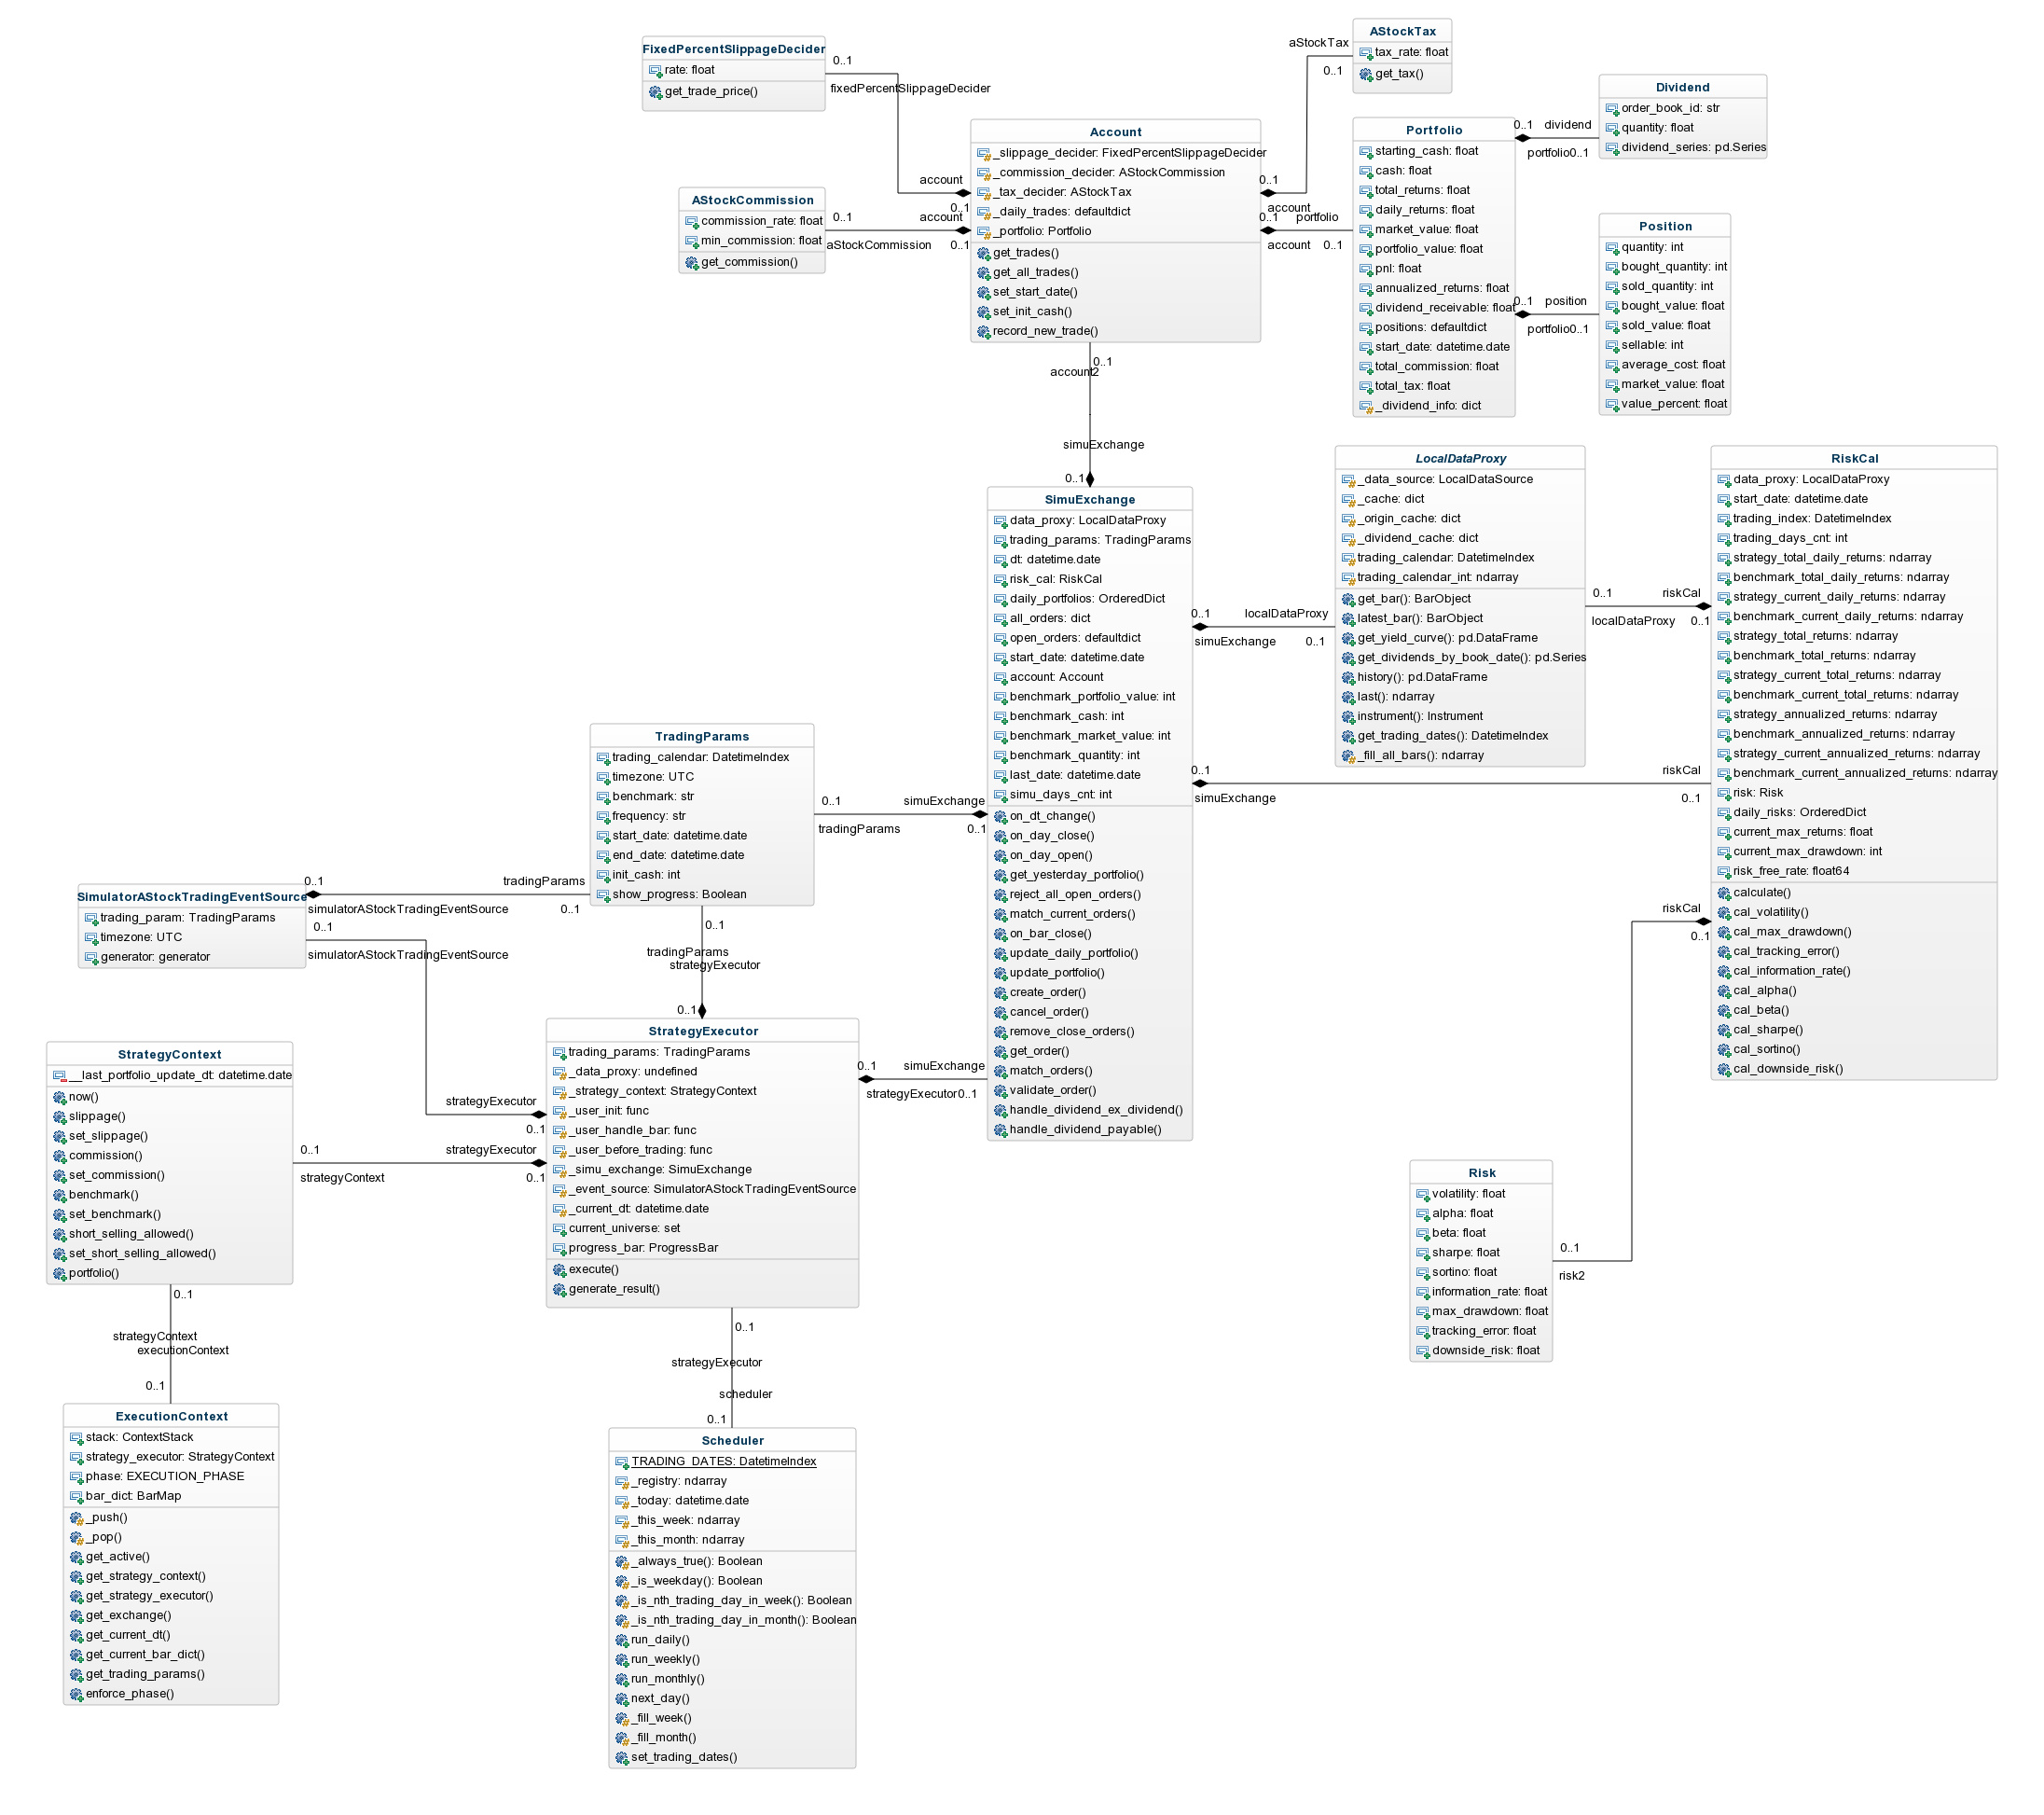 FixedPercentSlippageDecider
rate: float
get_trade_price()
0..1
fixedPercentSlippageDecider
AStockTax
tax_rate: float
get_tax()
aStockTax
0..1
Dividend
order_book_id: str
quantity: float
dividend_series: pd.Series
Account
_slippage_decider: FixedPercentSlippageDecider
_commission_decider: AStockCommission
_tax_decider: AStockTax
_daily_trades: defaultdict
_portfolio: Portfolio
get_trades()
get_all_trades()
set_start_date()
set_init_cash()
record_new_trade()
account
0..1
account
0..1
0..1
account
0..1
portfolio
account
0..1
AStockCommission
commission_rate: float
min_commission: float
get_commission()
0..1
aStockCommission
Portfolio
starting_cash: float
cash: float
total_returns: float
daily_returns: float
market_value: float
portfolio_value: float
pnl: float
annualized_returns: float
dividend_receivable: float
positions: defaultdict
start_date: datetime.date
total_commission: float
total_tax: float
_dividend_info: dict
0..1
dividend
portfolio0..1
0..1
position
portfolio0..1
Position
quantity: int
bought_quantity: int
sold_quantity: int
bought_value: float
sold_value: float
sellable: int
average_cost: float
market_value: float
value_percent: float
0..1
account2
simuExchange
0..1
SimuExchange
data_proxy: LocalDataProxy
trading_params: TradingParams
dt: datetime.date
risk_cal: RiskCal
daily_portfolios: OrderedDict
all_orders: dict
open_orders: defaultdict
start_date: datetime.date
account: Account
benchmark_portfolio_value: int
benchmark_cash: int
benchmark_market_value: int
benchmark_quantity: int
last_date: datetime.date
simu_days_cnt: int
on_dt_change()
on_day_close()
on_day_open()
get_yesterday_portfolio()
reject_all_open_orders()
match_current_orders()
on_bar_close()
update_daily_portfolio()
update_portfolio()
create_order()
cancel_order()
remove_close_orders()
get_order()
match_orders()
validate_order()
handle_dividend_ex_dividend()
handle_dividend_payable()
0..1
localDataProxy
simuExchange
0..1
0..1
riskCal
simuExchange
0..1
LocalDataProxy
_data_source: LocalDataSource
_cache: dict
_origin_cache: dict
_dividend_cache: dict
trading_calendar: DatetimeIndex
trading_calendar_int: ndarray
get_bar(): BarObject
latest_bar(): BarObject
get_yield_curve(): pd.DataFrame
get_dividends_by_book_date(): pd.Series
history(): pd.DataFrame
last(): ndarray
instrument(): Instrument
get_trading_dates(): DatetimeIndex
_fill_all_bars(): ndarray
0..1
riskCal
localDataProxy
0..1
RiskCal
data_proxy: LocalDataProxy
start_date: datetime.date
trading_index: DatetimeIndex
trading_days_cnt: int
strategy_total_daily_returns: ndarray
benchmark_total_daily_returns: ndarray
strategy_current_daily_returns: ndarray
benchmark_current_daily_returns: ndarray
strategy_total_returns: ndarray
benchmark_total_returns: ndarray
strategy_current_total_returns: ndarray
benchmark_current_total_returns: ndarray
strategy_annualized_returns: ndarray
benchmark_annualized_returns: ndarray
strategy_current_annualized_returns: ndarray
benchmark_current_annualized_returns: ndarray
risk: Risk
daily_risks: OrderedDict
current_max_returns: float
current_max_drawdown: int
risk_free_rate: float64
calculate()
cal_volatility()
cal_max_drawdown()
cal_tracking_error()
cal_information_rate()
cal_alpha()
cal_beta()
cal_sharpe()
cal_sortino()
cal_downside_risk()
riskCal
0..1
TradingParams
trading_calendar: DatetimeIndex
timezone: UTC
benchmark: str
frequency: str
start_date: datetime.date
end_date: datetime.date
init_cash: int
show_progress: Boolean
0..1
simuExchange
tradingParams
0..1
0..1
tradingParams
simulatorAStockTradingEventSource
0..1
SimulatorAStockTradingEventSource
trading_param: TradingParams
timezone: UTC
generator: generator
0..1
simulatorAStockTradingEventSource
0..1
tradingParams
strategyExecutor
0..1
StrategyExecutor
trading_params: TradingParams
_data_proxy: undefined
_strategy_context: StrategyContext
_user_init: func
_user_handle_bar: func
_user_before_trading: func
_simu_exchange: SimuExchange
_event_source: SimulatorAStockTradingEventSource
_current_dt: datetime.date
current_universe: set
progress_bar: ProgressBar
execute()
generate_result()
0..1
simuExchange
strategyExecutor0..1
strategyExecutor
0..1
0..1
strategyExecutor
strategyContext
0..1
StrategyContext
__last_portfolio_update_dt: datetime.date
now()
slippage()
set_slippage()
commission()
set_commission()
benchmark()
set_benchmark()
short_selling_allowed()
set_short_selling_allowed()
portfolio()
0..1
strategyContext
executionContext
0..1
ExecutionContext
stack: ContextStack
strategy_executor: StrategyContext
phase: EXECUTION_PHASE
bar_dict: BarMap
_push()
_pop()
get_active()
get_strategy_context()
get_strategy_executor()
get_exchange()
get_current_dt()
get_current_bar_dict()
get_trading_params()
enforce_phase()
0..1
strategyExecutor
scheduler
0..1
Scheduler
TRADING_DATES: DatetimeIndex
_registry: ndarray
_today: datetime.date
_this_week: ndarray
_this_month: ndarray
_always_true(): Boolean
_is_weekday(): Boolean
_is_nth_trading_day_in_week(): Boolean
_is_nth_trading_day_in_month(): Boolean
run_daily()
run_weekly()
run_monthly()
next_day()
_fill_week()
_fill_month()
set_trading_dates()
Risk
volatility: float
alpha: float
beta: float
sharpe: float
sortino: float
information_rate: float
max_drawdown: float
tracking_error: float
downside_risk: float
0..1
risk2